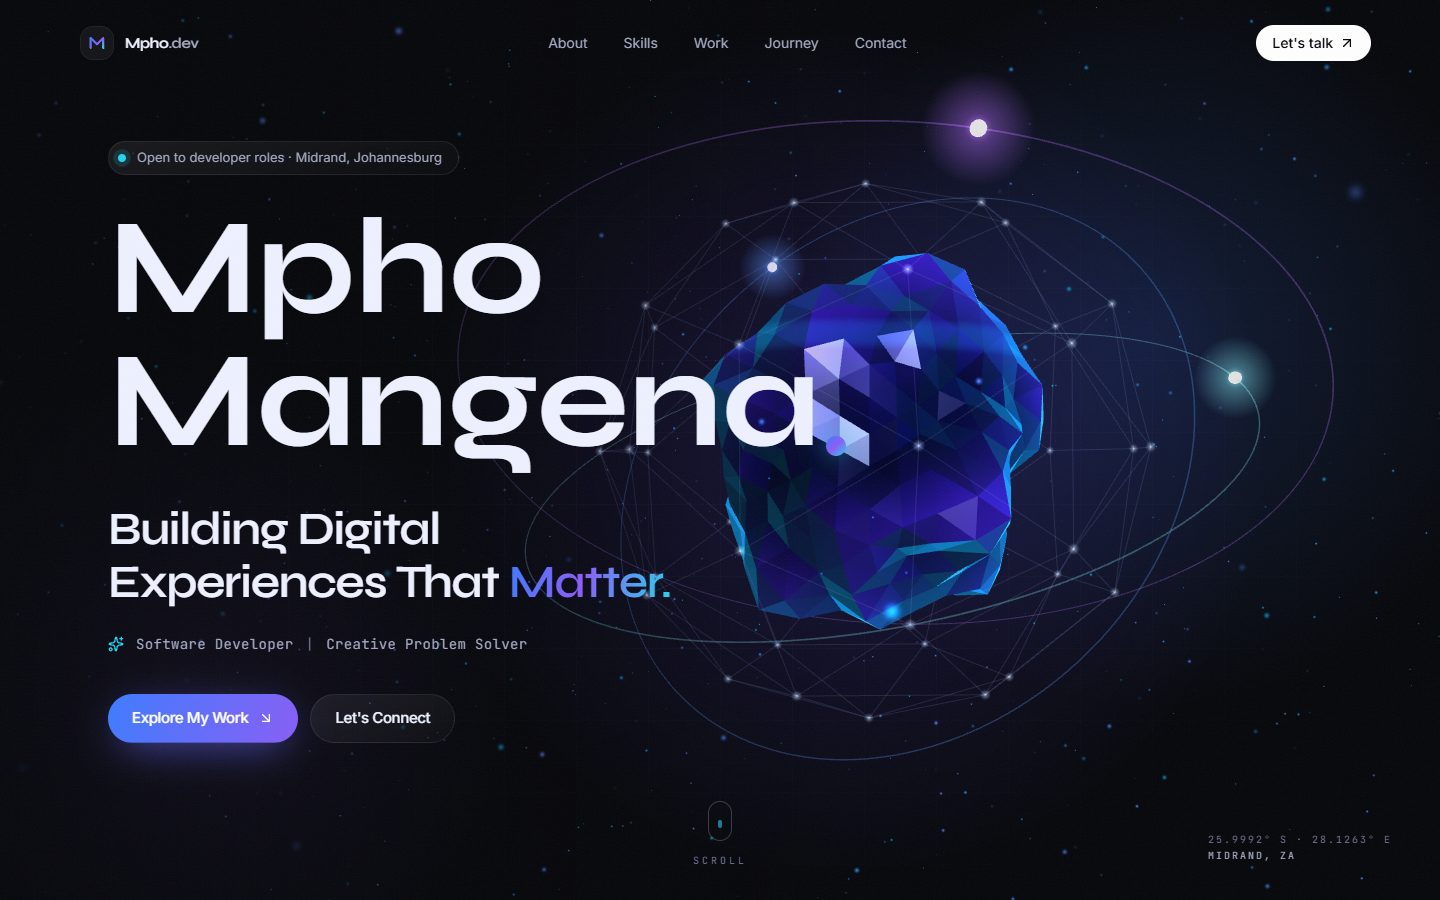 M Mpho.dev
About Skills Work Journey Contact
Let's talk
Open to developer roles · Midrand, Johannesburg
Mpho
Mangena
Building Digital
Experiences That Matter.
Software Developer | Creative Problem Solver
Explore My Work
Let's Connect
SCROLL
25.9992° S · 28.1263° E
MIDRAND, ZA